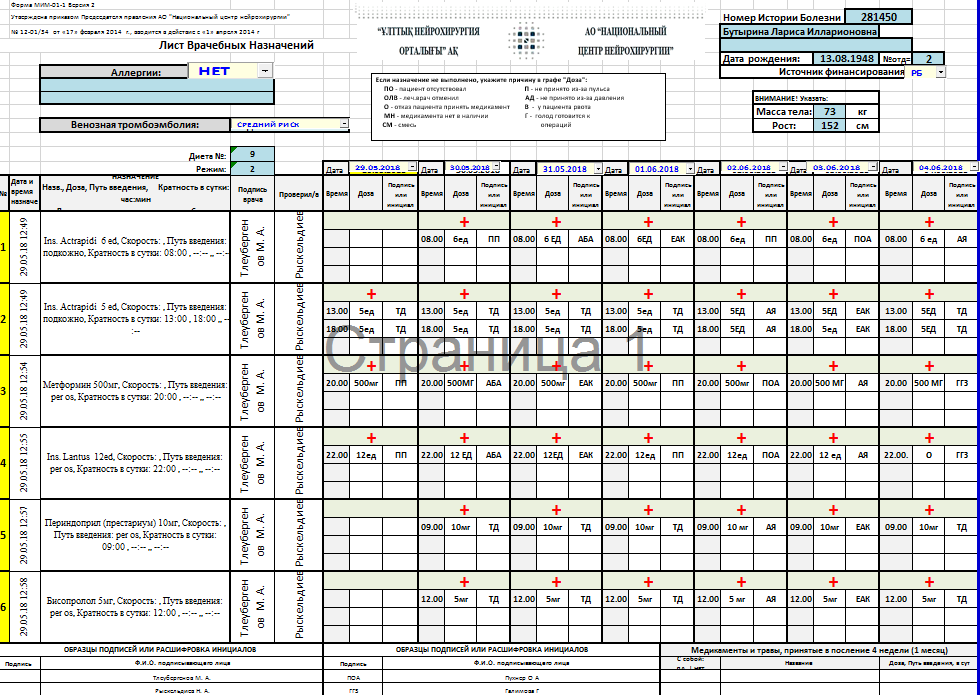 Форма МИМ-01-1 Версия 2
Утверждена приказом Председателя правления АО "Национальный центр нейрохирургии"
№ 12-01/54 от «17» февраля 2014 г., вводится в действие с «1» апреля 2014 г
Лист Врачебных Назначений
"ҰЛТТЫҚ НЕЙРОХИРУРГИЯ ОРТАЛЫҒЫ" АҚ
АО "НАЦИОНАЛЬНЫЙ ЦЕНТР НЕЙРОХИРУРГИИ"
Номер Истории Болезни 281450
Бутырина Лариса Илларионовна
Дата рождения: 13.08.1948 №отд= 2
Источник финансирования РБ
Аллергии: НЕТ
Венозная тромбоэмболия: СРЕДНИЙ РИСК
Если назначение не выполнено, укажите причину в графе "Доза":
ПО - пациент отсутствовал
ОЛВ - леч.врач отменил
О - отказ пациента принять медикамент
МН - медикамента нет в наличии
СМ - смесь
П - не принято из-за пульса
АД - не принято из-за давления
В - у пациента рвота
Г - голод готовится к операций
ВНИМАНИЕ! Указать:
Масса тела: 73 кг
Рост: 152 см
Диета №: 9
Режим: 2
Дата 29.05.2018 Дата 30.05.2018 Дата 31.05.2018 Дата 01.06.2018 Дата 02.06.2018 Дата 03.06.2018 Дата 04.06.2018
№ Дата и время назначе
Назв., Доза, Путь введения, Кратность в сутки: час:мин
Подпись врача
Проверил/а
Время Доза Подпись или инициал Время Доза Подпись или инициал Время Доза Подпись или инициал Время Доза Подпись или инициал Время Доза Подпись или инициал Время Доза Подпись или инициал Время Доза Подпись или инициал
1 29.05.18 12:49 Ins. Actrapidi 6 ed, Скорость: , Путь введения: подкожно, Кратность в сутки: 08:00 , --:-- ,, --:-- Тлеуберген ов М. А. Рыскельдиев
+ + + + + +
08.00 6ед ПП 08.00 6 ЕД АБА 08.00 6ЕД ЕАК 08.00 6ед ПП 08.00 6ед ПОА 08.00 6 ед АЯ
2 29.05.18 12:49 Ins. Actrapidi 5 ed, Скорость: , Путь введения: подкожно, Кратность в сутки: 13:00 , 18:00 ,, --:-- Тлеуберген ов М. А. Рыскельдиев
+ + + + + + +
13.00 5ед ТД 13.00 5ед ТД 13.00 5ед ТД 13.00 5ед ТД 13.00 5ЕД АЯ 13.00 5ед ЕАК 13.00 5ЕД ТД
18.00 5ед ТД 18.00 5ед ТД 18.00 5ед ТД 18.00 5ед ТД 18.00 5ЕД АЯ 18.00 5ед ЕАК 18.00 5ЕД ТД
Страница 1
3 29.05.18 12:54 Метформин 500мг, Скорость: , Путь введения: per os, Кратность в сутки: 20:00 , --:-- ,, --:-- Тлеуберген ов М. А. Рыскельдиев
+ + + + + + +
20.00 500мг ПП 20.00 500МГ АБА 20.00 500мг ЕАК 20.00 500мг ПП 20.00 500мг ПОА 20.00 500 МГ АЯ 20.00 500 МГ ГГЗ
4 29.05.18 12:55 Ins. Lantus 12ed, Скорость: , Путь введения: per os, Кратность в сутки: 22:00 , --:-- ,, --:-- Тлеуберген ов М. А. Рыскельдиев
+ + + + + + +
22.00 12ед ПП 22.00 12 ЕД АБА 22.00 12ЕД ЕАК 22.00 12ед ПП 22.00 12ед ПОА 22.00 12 ед АЯ 22.00. О ГГЗ
5 29.05.18 12:57 Периндоприл (престариум) 10мг, Скорость: , Путь введения: per os, Кратность в сутки: 09:00 , --:-- ,, --:-- Тлеуберген ов М. А. Рыскельдиев
+ + + + + +
09.00 10мг ТД 09.00 10мг ТД 09.00 10мг ТД 09.00 10 мг АЯ 09.00 10мг ЕАК 09.00 10мг ТД
6 29.05.18 12:58 Бисопролол 5мг, Скорость: , Путь введения: per os, Кратность в сутки: 12:00 , --:-- ,, --:-- Тлеуберген ов М. А. Рыскельдиев
+ + + + + +
12.00 5мг ТД 12.00 5мг ТД 12.00 5мг ТД 12.00 5 мг АЯ 12.00 5мг ЕАК 12.00 5мг ТД
ОБРАЗЦЫ ПОДПИСЕЙ ИЛИ РАСШИФРОВКА ИНИЦИАЛОВ ОБРАЗЦЫ ПОДПИСЕЙ ИЛИ РАСШИФРОВКА ИНИЦИАЛОВ Медикаменты и травы, принятые в посление 4 недели (1 месяц)
Подпись Ф.И.О. подписывающего лица Подпись Ф.И.О. подписывающего лица С собой: Название Доза, Путь введения, в сут
Тлеубергенов М. А. ПОА Пухнер О А
Рыскельдиев Н. А. ГГЗ Галимова Г